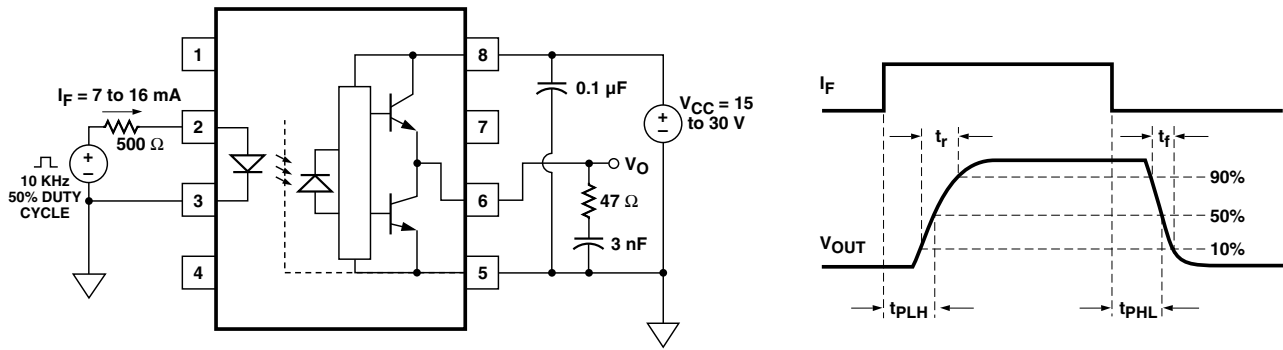 1
I_F = 7 to 16 mA
2
500 Ω
+
−
10 KHz
50% DUTY
CYCLE
3
4
8
7
6
5
0.1 µF
V_CC = 15
to 30 V
+
−
V_O
47 Ω
3 nF
I_F
t_r
t_f
90%
50%
10%
V_OUT
t_PLH
t_PHL